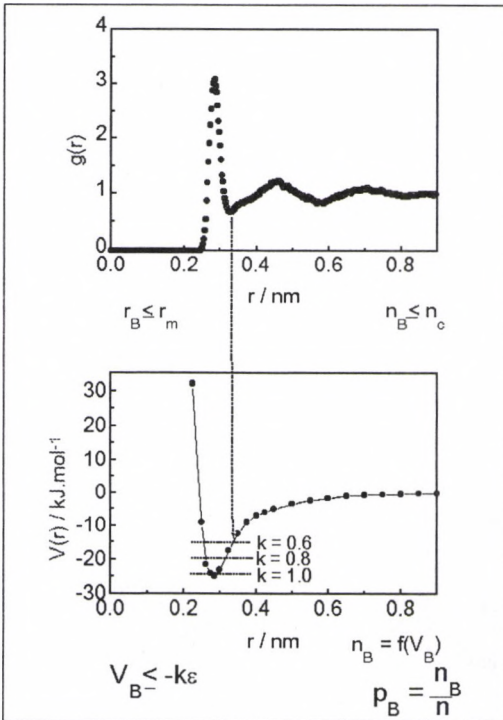 4
3
2
1
0
g(r)
0.0 0.2 0.4 0.6 0.8
r / nm
r_B ≤ r_m
n_B ≤ n_c
30
20
10
0
-10
-20
-30
V(r) / kJ.mol⁻¹
k = 0.6
k = 0.8
k = 1.0
0.0 0.2 0.4 0.6 0.8
r / nm
n_B = f(V_B)
V_B ≤ -kε
p_B = n_B/n